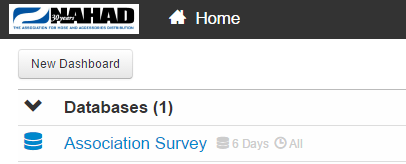 30 years
NAHAD
THE ASSOCIATION FOR HOSE AND ACCESSORIES DISTRIBUTION
Home
New Dashboard
Databases (1)
Association Survey 6 Days All